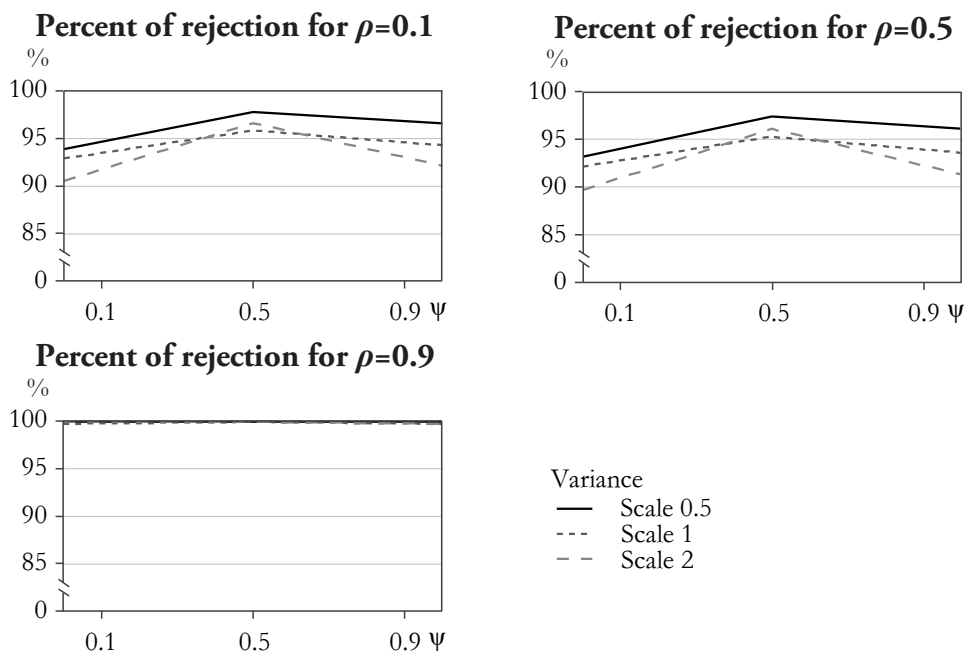 Percent of rejection for ρ=0.1
%
100
95
90
85
0
0.1 0.5 0.9 ψ
Percent of rejection for ρ=0.5
%
100
95
90
85
0
0.1 0.5 0.9 ψ
Percent of rejection for ρ=0.9
%
100
95
90
85
0
0.1 0.5 0.9 ψ
Variance
Scale 0.5
Scale 1
Scale 2